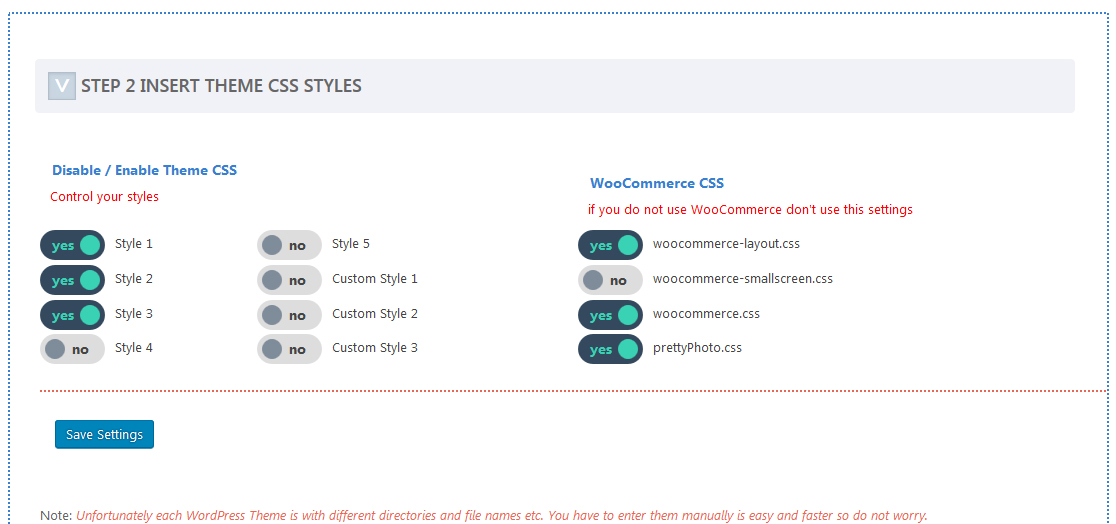 V STEP 2 INSERT THEME CSS STYLES
Disable / Enable Theme CSS
Control your styles
yes Style 1
yes Style 2
yes Style 3
no Style 4
no Style 5
no Custom Style 1
no Custom Style 2
no Custom Style 3
WooCommerce CSS
if you do not use WooCommerce don't use this settings
yes woocommerce-layout.css
no woocommerce-smallscreen.css
yes woocommerce.css
yes prettyPhoto.css
Save Settings
Note: Unfortunately each WordPress Theme is with different directories and file names etc. You have to enter them manually is easy and faster so do not worry.